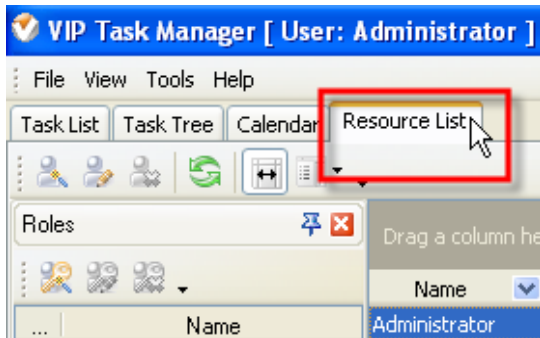 VIP Task Manager [ User: Administrator ]
File View Tools Help
Task List Task Tree Calendar Resource List
Roles
Drag a column he
Name
... Name
Administrator